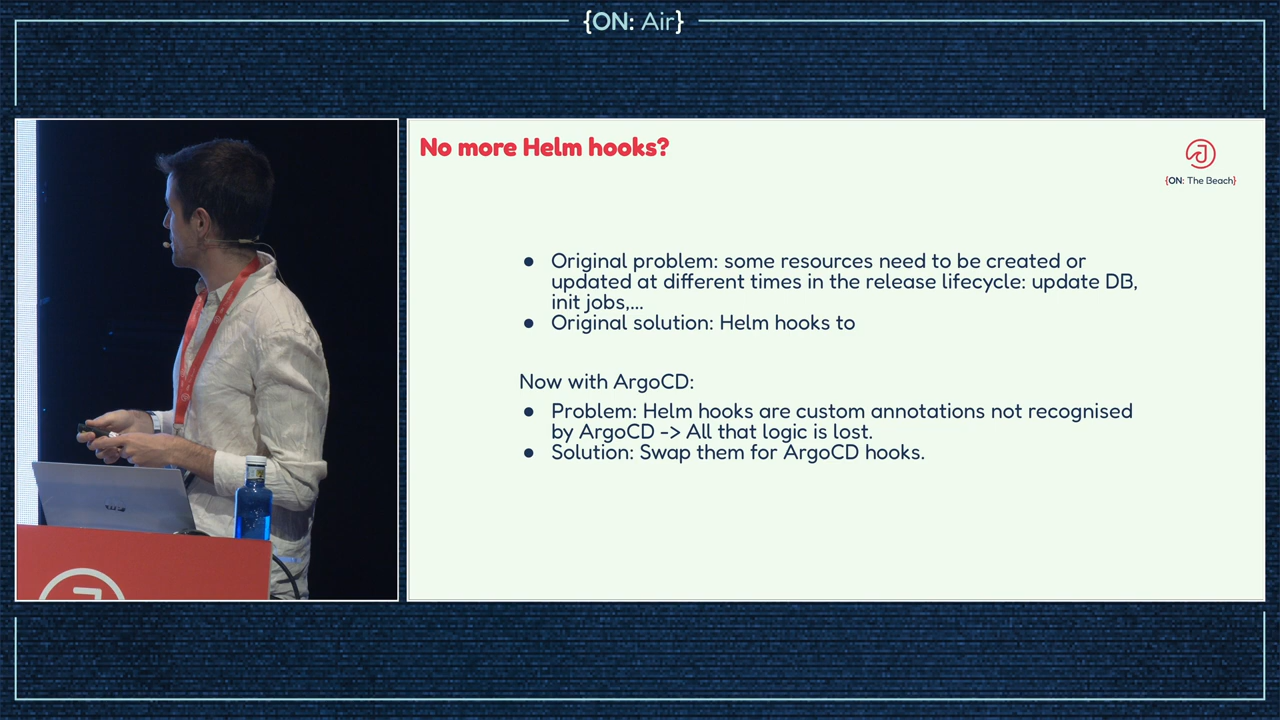 {ON: Air}
No more Helm hooks?
{ON: The Beach}
● Original problem: some resources need to be created or
updated at different times in the release lifecycle: update DB,
init jobs,...
● Original solution: Helm hooks to
Now with ArgoCD:
● Problem: Helm hooks are custom annotations not recognised
by ArgoCD -> All that logic is lost.
● Solution: Swap them for ArgoCD hooks.